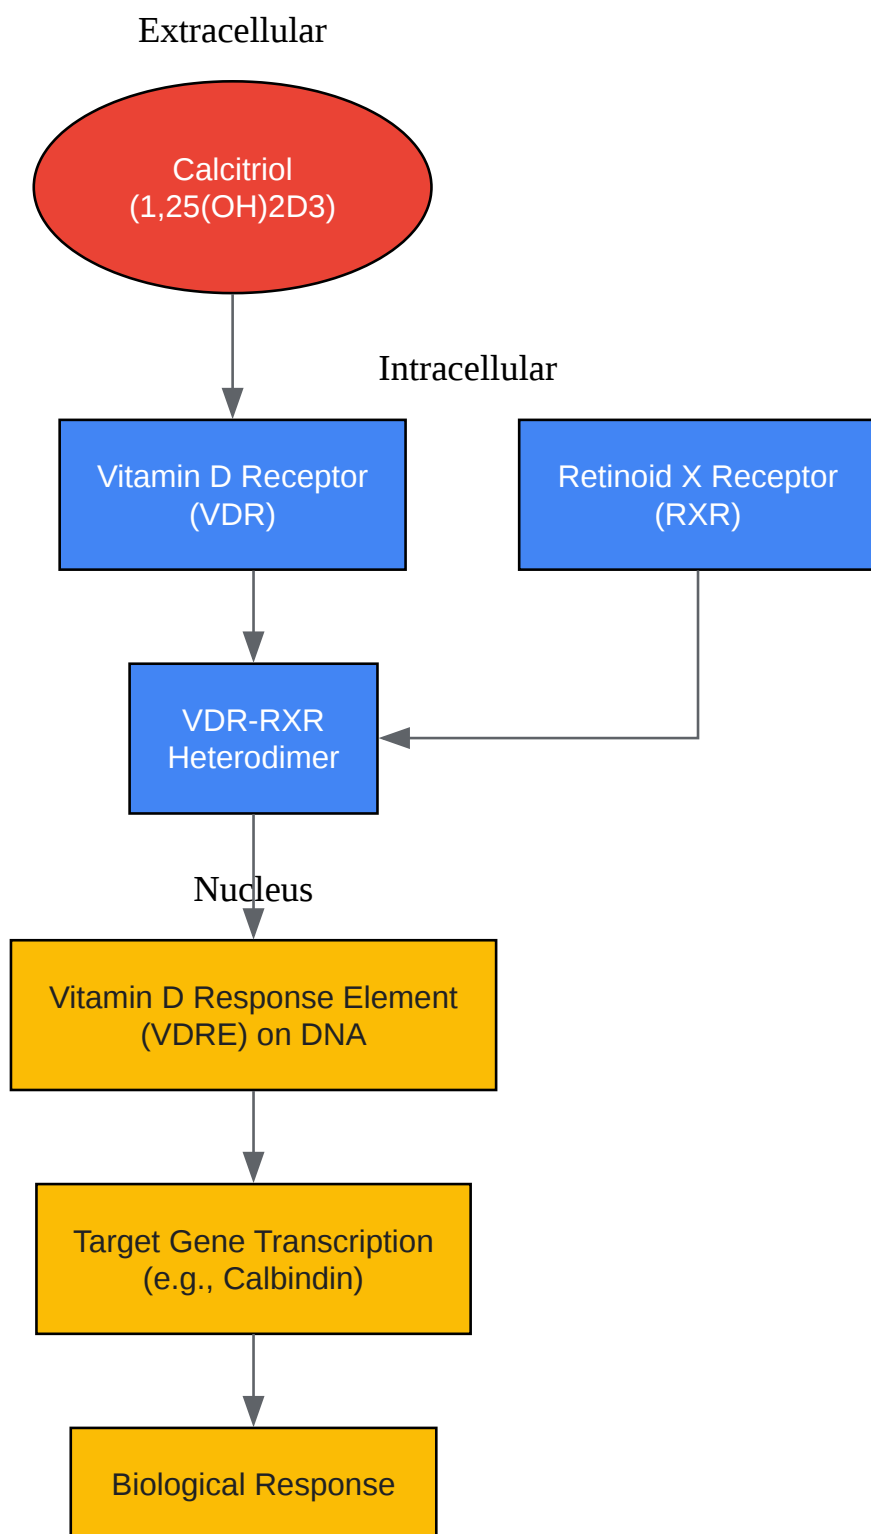 Extracellular
Calcitriol
(1,25(OH)2D3)
Intracellular
Vitamin D Receptor
(VDR)
Retinoid X Receptor
(RXR)
VDR-RXR
Heterodimer
Nucleus
Vitamin D Response Element
(VDRE) on DNA
Target Gene Transcription
(e.g., Calbindin)
Biological Response